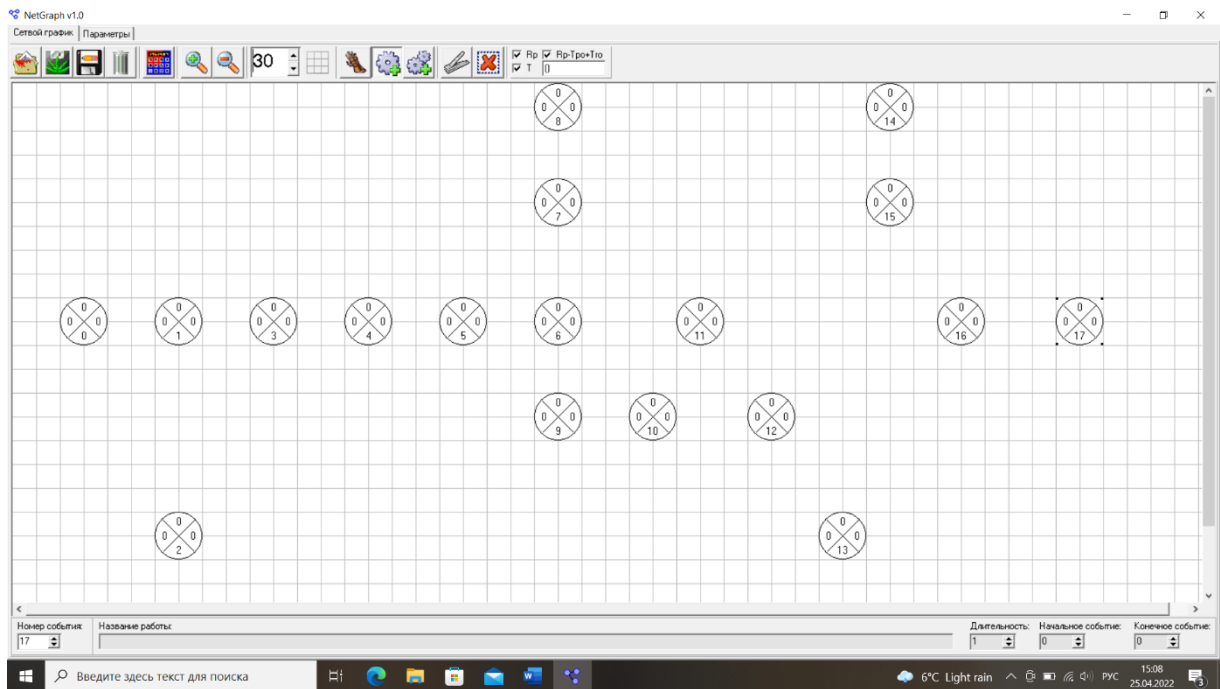 NetGraph v1.0
Сетвой график Параметры
30 Rp Rp-Tpo+Tro
T 0
0 0
0 0 0 0
8 14
0 0
0 0 0 0
7 15
0 0 0 0 0 0 0 0 0
0 0 0 0 0 0 0 0 0 0 0 0 0 0 0 0 0 0
0 1 3 4 5 6 11 16 17
0 0 0
0 0 0 0 0 0
9 10 12
0 0
0 0 0 0
2 13
Номер события: Название работы: Длительность: Начальное событие: Конечное событие:
17 1 0 0
Введите здесь текст для поиска 6°C Light rain РУС 15:08
25.04.2022 3